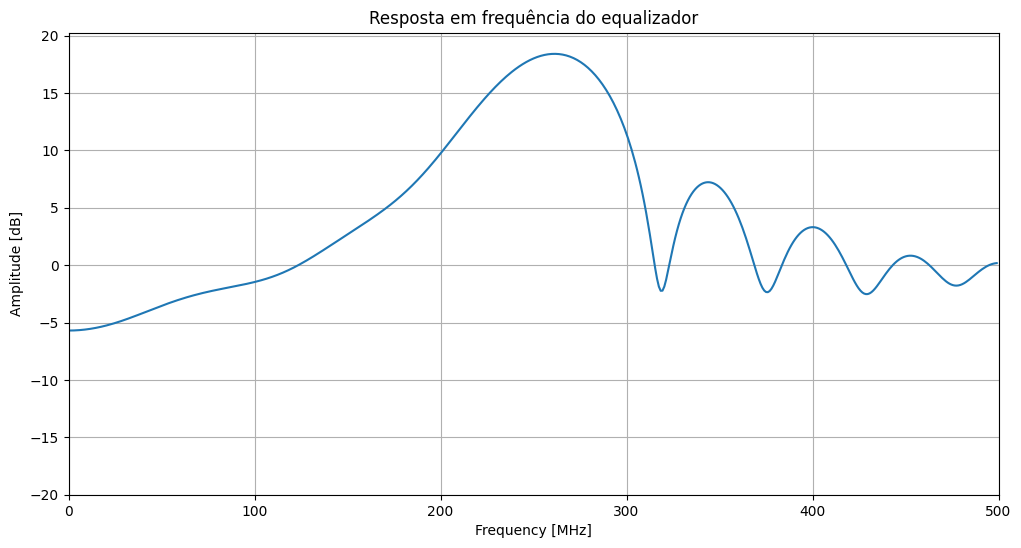 Resposta em frequência do equalizador
Amplitude [dB]
20
15
10
5
0
−5
−10
−15
−20
0 100 200 300 400 500
Frequency [MHz]